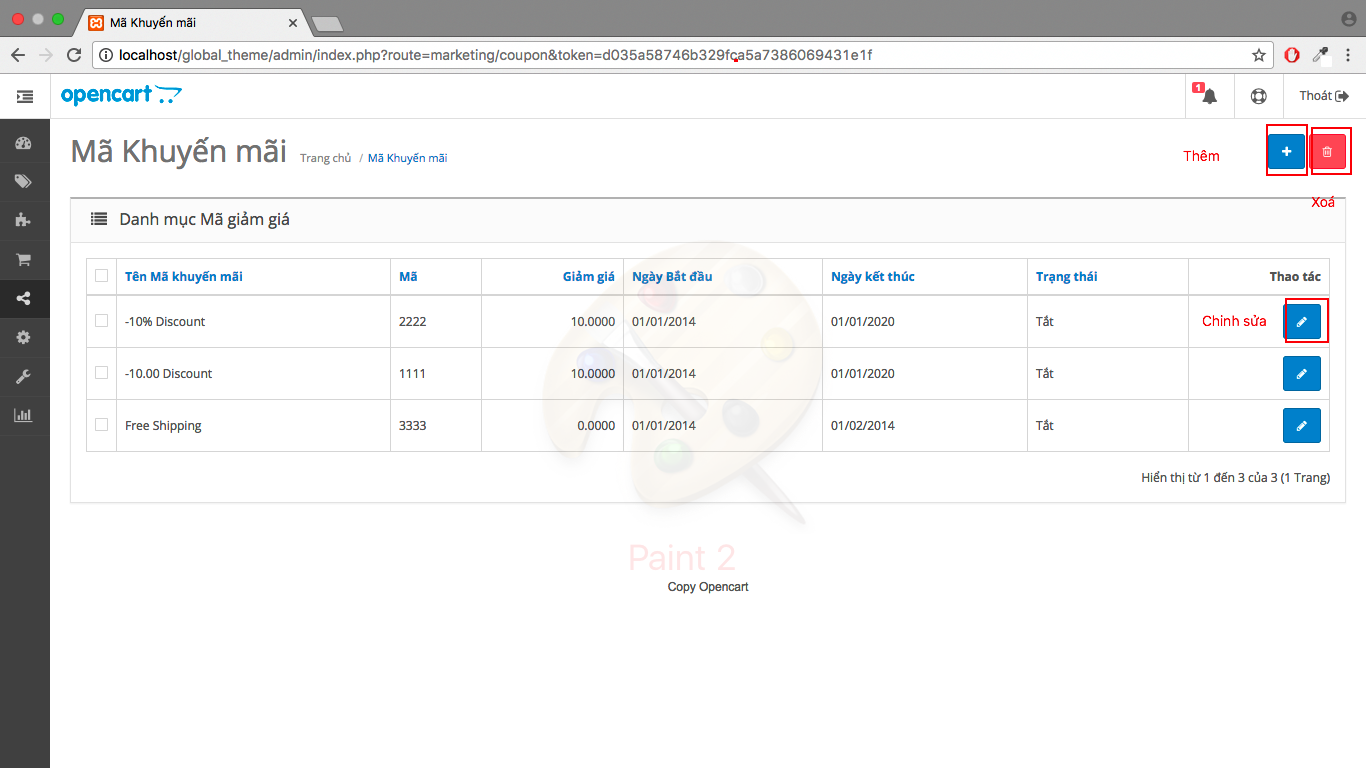 Mã Khuyến mãi
localhost/global_theme/admin/index.php?route=marketing/coupon&token=d035a58746b329fca5a7386069431e1f
opencart
1
Thoát
Mã Khuyến mãi
Trang chủ / Mã Khuyến mãi
Thêm
Xoá
Danh mục Mã giảm giá
Tên Mã khuyến mãi Mã Giảm giá Ngày Bắt đầu Ngày kết thúc Trạng thái Thao tác
-10% Discount 2222 10.0000 01/01/2014 01/01/2020 Tắt Chinh sửa
-10.00 Discount 1111 10.0000 01/01/2014 01/01/2020 Tắt
Free Shipping 3333 0.0000 01/01/2014 01/02/2014 Tắt
Hiển thị từ 1 đến 3 của 3 (1 Trang)
Paint 2
Copy Opencart